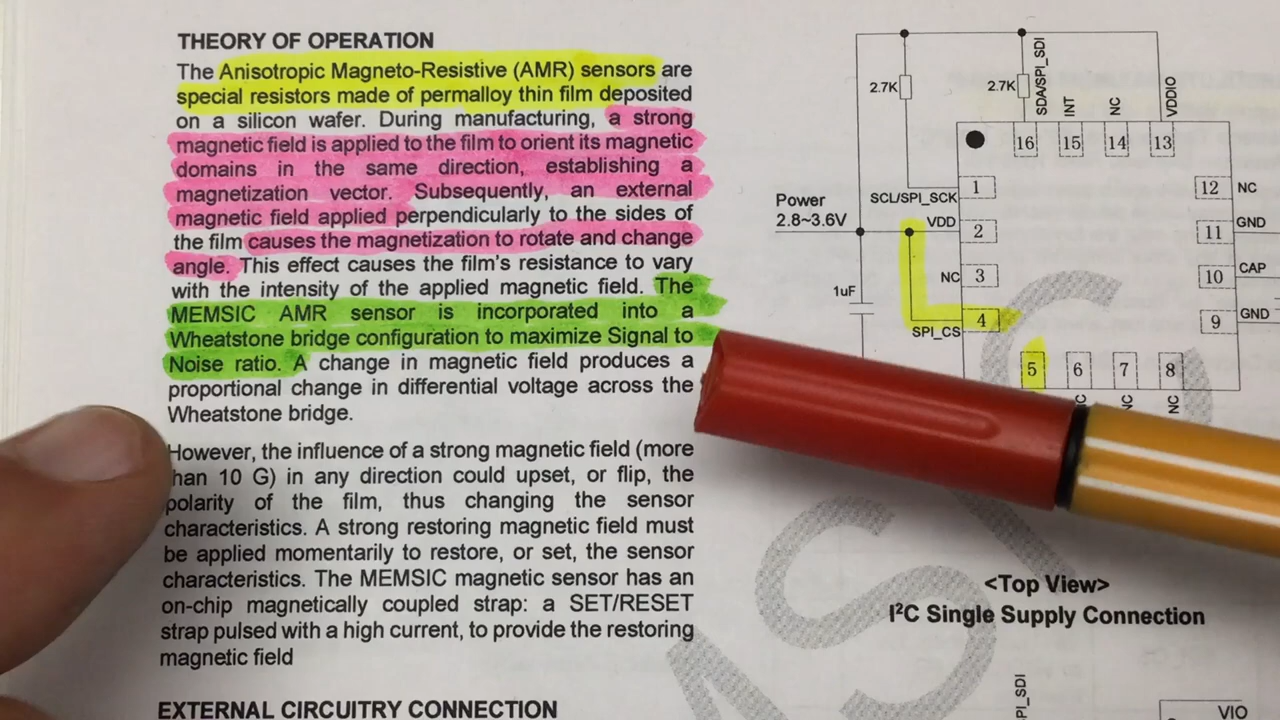 THEORY OF OPERATION
The Anisotropic Magneto-Resistive (AMR) sensors are
special resistors made of permalloy thin film deposited
on a silicon wafer. During manufacturing, a strong
magnetic field is applied to the film to orient its magnetic
domains in the same direction, establishing a
magnetization vector. Subsequently, an external
magnetic field applied perpendicularly to the sides of
the film causes the magnetization to rotate and change
angle. This effect causes the film's resistance to vary
with the intensity of the applied magnetic field. The
MEMSIC AMR sensor is incorporated into a
Wheatstone bridge configuration to maximize Signal to
Noise ratio. A change in magnetic field produces a
proportional change in differential voltage across the
Wheatstone bridge.
However, the influence of a strong magnetic field (more
han 10 G) in any direction could upset, or flip, the
polarity of the film, thus changing the sensor
characteristics. A strong restoring magnetic field must
be applied momentarily to restore, or set, the sensor
characteristics. The MEMSIC magnetic sensor has an
on-chip magnetically coupled strap: a SET/RESET
strap pulsed with a high current, to provide the restoring
magnetic field
EXTERNAL CIRCUITRY CONNECTION
2.7K
2.7K
SDA/SPI_SDI
INT
NC
VDDIO
16
15
14
13
SCL/SPI_SCK
1
12
NC
Power
2.8~3.6V
VDD
2
11
GND
NC
3
10
CAP
1uF
SPI_CS
4
9
GND
5
6
7
8
NC
NC
NC
<Top View>
I²C Single Supply Connection
PI_SDI
VIO